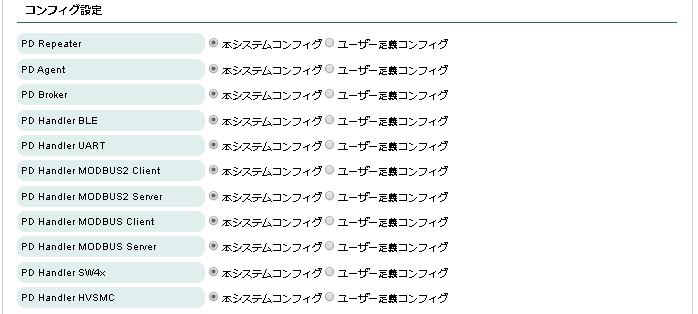 コンフィグ設定
PD Repeater 本システムコンフィグ ユーザー定義コンフィグ
PD Agent 本システムコンフィグ ユーザー定義コンフィグ
PD Broker 本システムコンフィグ ユーザー定義コンフィグ
PD Handler BLE 本システムコンフィグ ユーザー定義コンフィグ
PD Handler UART 本システムコンフィグ ユーザー定義コンフィグ
PD Handler MODBUS2 Client 本システムコンフィグ ユーザー定義コンフィグ
PD Handler MODBUS2 Server 本システムコンフィグ ユーザー定義コンフィグ
PD Handler MODBUS Client 本システムコンフィグ ユーザー定義コンフィグ
PD Handler MODBUS Server 本システムコンフィグ ユーザー定義コンフィグ
PD Handler SW4x 本システムコンフィグ ユーザー定義コンフィグ
PD Handler HVSMC 本システムコンフィグ ユーザー定義コンフィグ